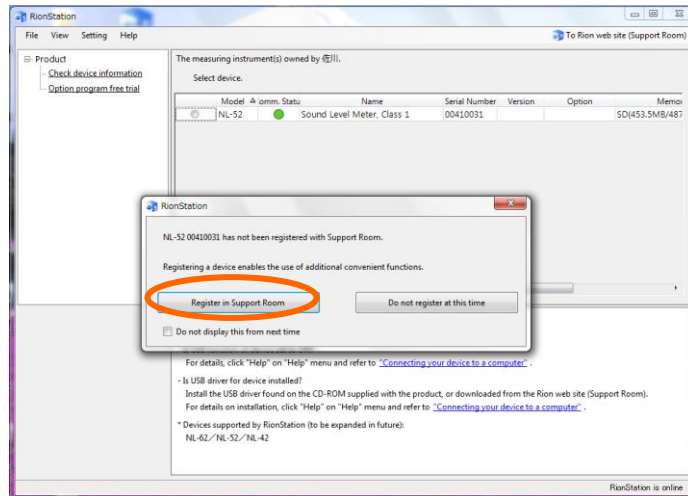 RionStation
File View Setting Help
To Rion web site (Support Room)
Product
Check device information
Option program free trial
The measuring instrument(s) owned by 佐川.
Select device.
Model omm. Statu Name Serial Number Version Option Memor
NL-52 Sound Level Meter, Class 1 00410031 SD(453.5MB/487
RionStation
NL-52 00410031 has not been registered with Support Room.
Registering a device enables the use of additional convenient functions.
Register in Support Room Do not register at this time
Do not display this from next time
For details, click "Help" on "Help" menu and refer to "Connecting your device to a computer" .
- Is USB driver for device installed?
Install the USB driver found on the CD-ROM supplied with the product, or downloaded from the Rion web site (Support Room).
For details on installation, click "Help" on "Help" menu and refer to "Connecting your device to a computer" .
* Devices supported by RionStation (to be expanded in future):
NL-62／NL-52／NL-42
RionStation is online